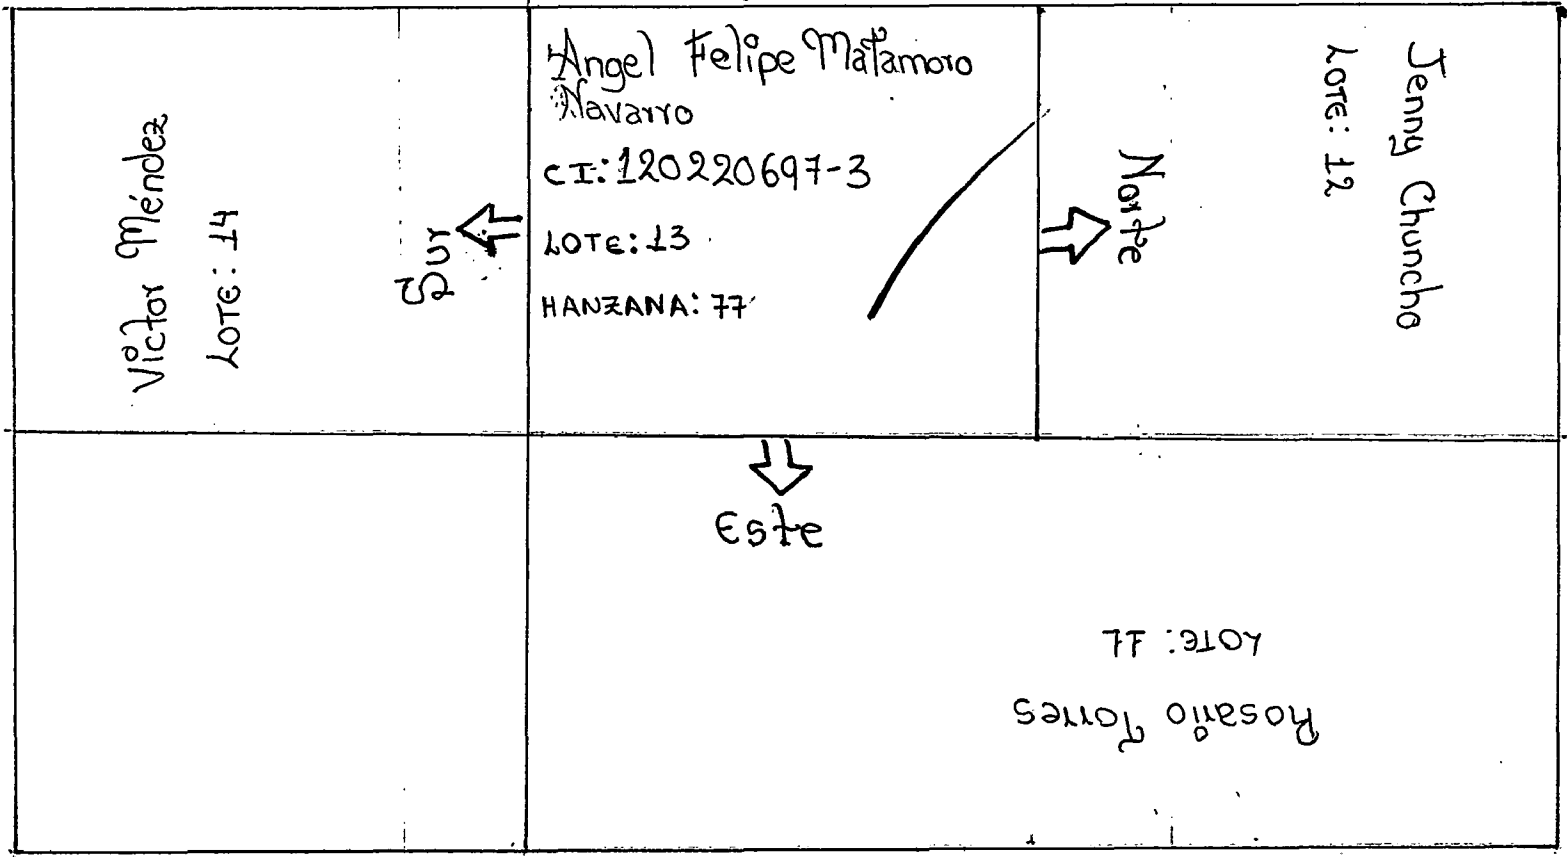 Angel Felipe Matamoro
Navarro
CI: 120220697-3
LOTE: 13
MANZANA: 77
Victor Méndez
LOTE: 14
Sur
Norte
Jenny Chuncho
LOTE: 12
Este
LOTE: 11
Rosario Torres